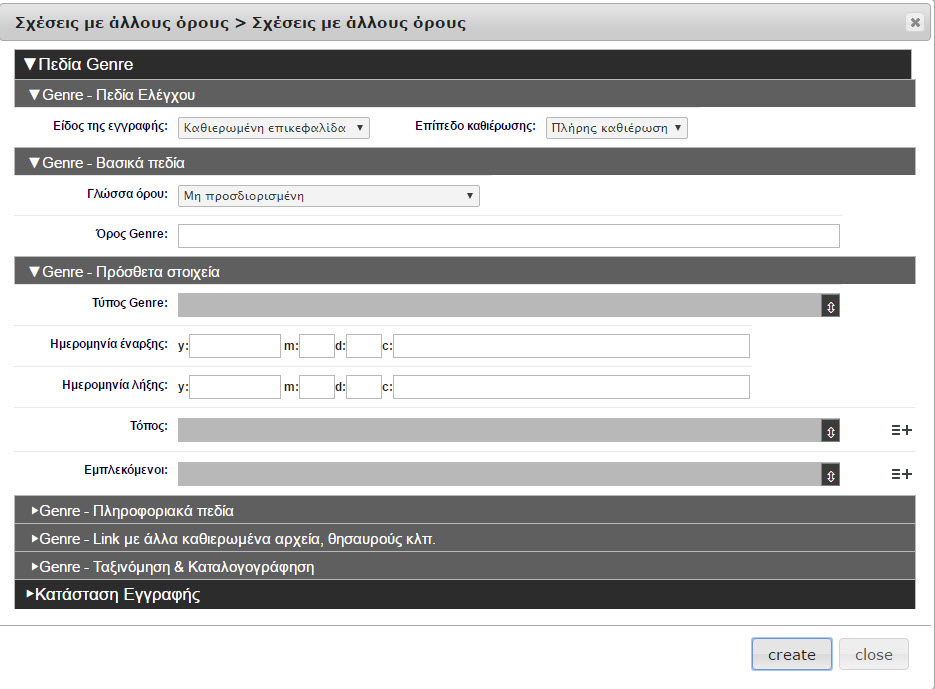 Σχέσεις με άλλους όρους > Σχέσεις με άλλους όρους
▼Πεδία Genre
▼Genre - Πεδία Ελέγχου
Είδος της εγγραφής: Καθιερωμένη επικεφαλίδα Επίπεδο καθιέρωσης: Πλήρης καθιέρωση
▼Genre - Βασικά πεδία
Γλώσσα όρου: Μη προσδιορισμένη
Όρος Genre:
▼Genre - Πρόσθετα στοιχεία
Τύπος Genre:
Ημερομηνία έναρξης: y: m: d: c:
Ημερομηνία λήξης: y: m: d: c:
Τόπος:
Εμπλεκόμενοι:
▸Genre - Πληροφοριακά πεδία
▸Genre - Link με άλλα καθιερωμένα αρχεία, θησαυρούς κλπ.
▸Genre - Ταξινόμηση & Καταλογογράφηση
▸Κατάσταση Εγγραφής
create close